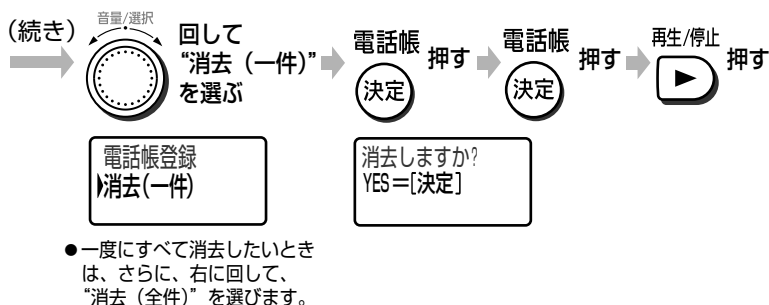 (続き)
音量/選択
回して
“消去（一件)”
を選ぶ
電話帳
決定
押す
電話帳
決定
押す
再生/停止
押す
電話帳登録
消去(一件)
消去しますか?
YES＝[決定]
●一度にすべて消去したいとき
は、さらに、右に回して、
“消去（全件)”を選びます。